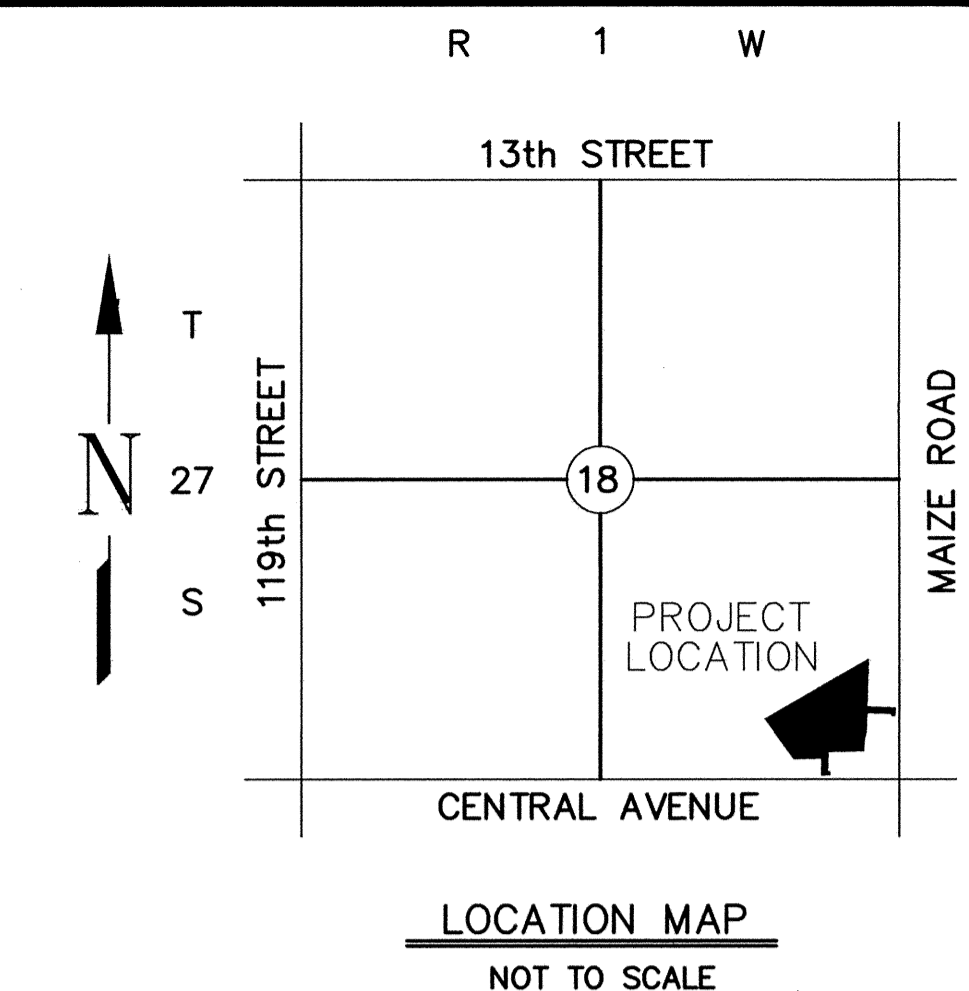 R 1 W
13th STREET
T
27
S
N
119th STREET
18
MAIZE ROAD
PROJECT
LOCATION
CENTRAL AVENUE
LOCATION MAP
NOT TO SCALE